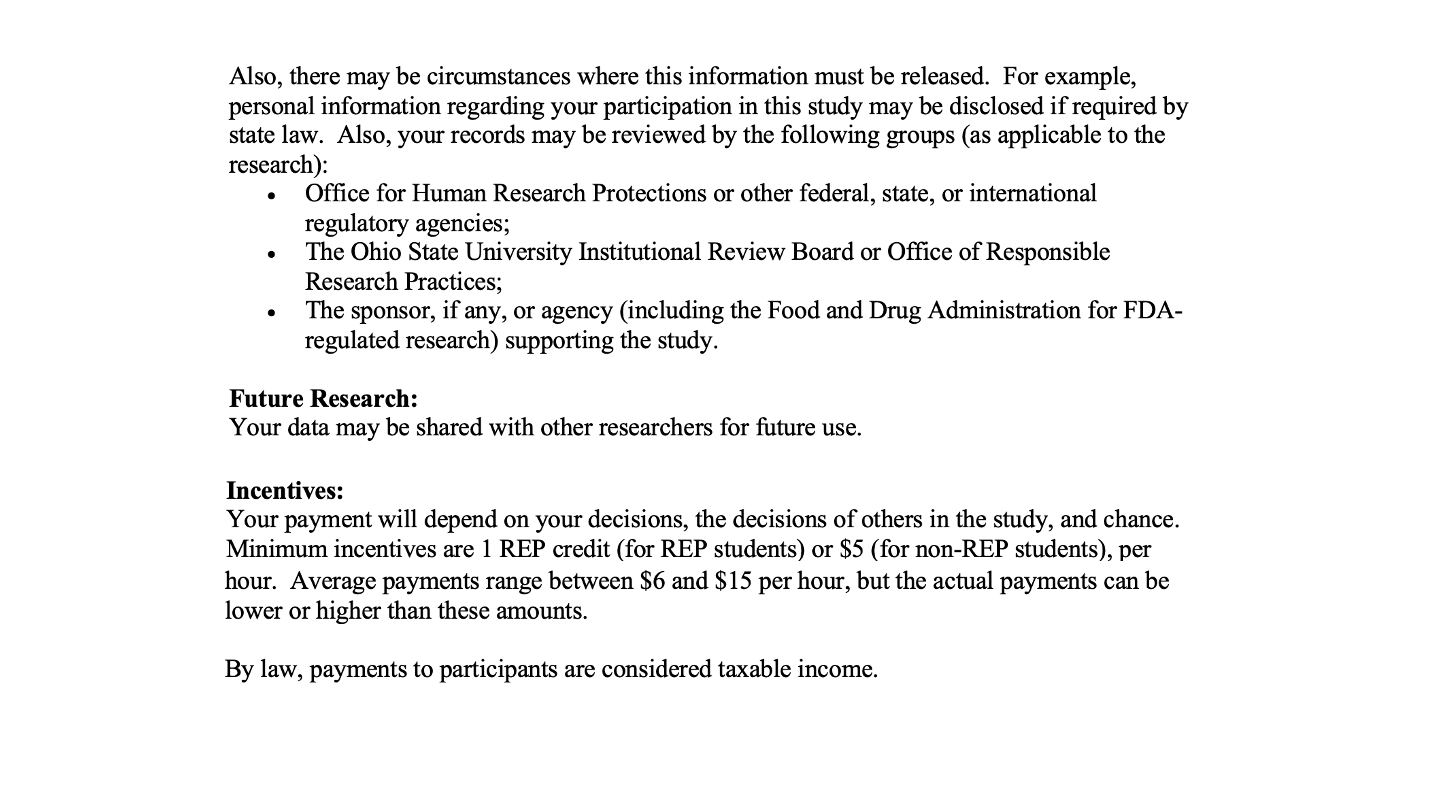 Also, there may be circumstances where this information must be released.  For example,
personal information regarding your participation in this study may be disclosed if required by
state law.  Also, your records may be reviewed by the following groups (as applicable to the
research):
• Office for Human Research Protections or other federal, state, or international
regulatory agencies;
• The Ohio State University Institutional Review Board or Office of Responsible
Research Practices;
• The sponsor, if any, or agency (including the Food and Drug Administration for FDA-
regulated research) supporting the study.
Future Research:
Your data may be shared with other researchers for future use.
Incentives:
Your payment will depend on your decisions, the decisions of others in the study, and chance.
Minimum incentives are 1 REP credit (for REP students) or $5 (for non-REP students), per
hour.  Average payments range between $6 and $15 per hour, but the actual payments can be
lower or higher than these amounts.
By law, payments to participants are considered taxable income.